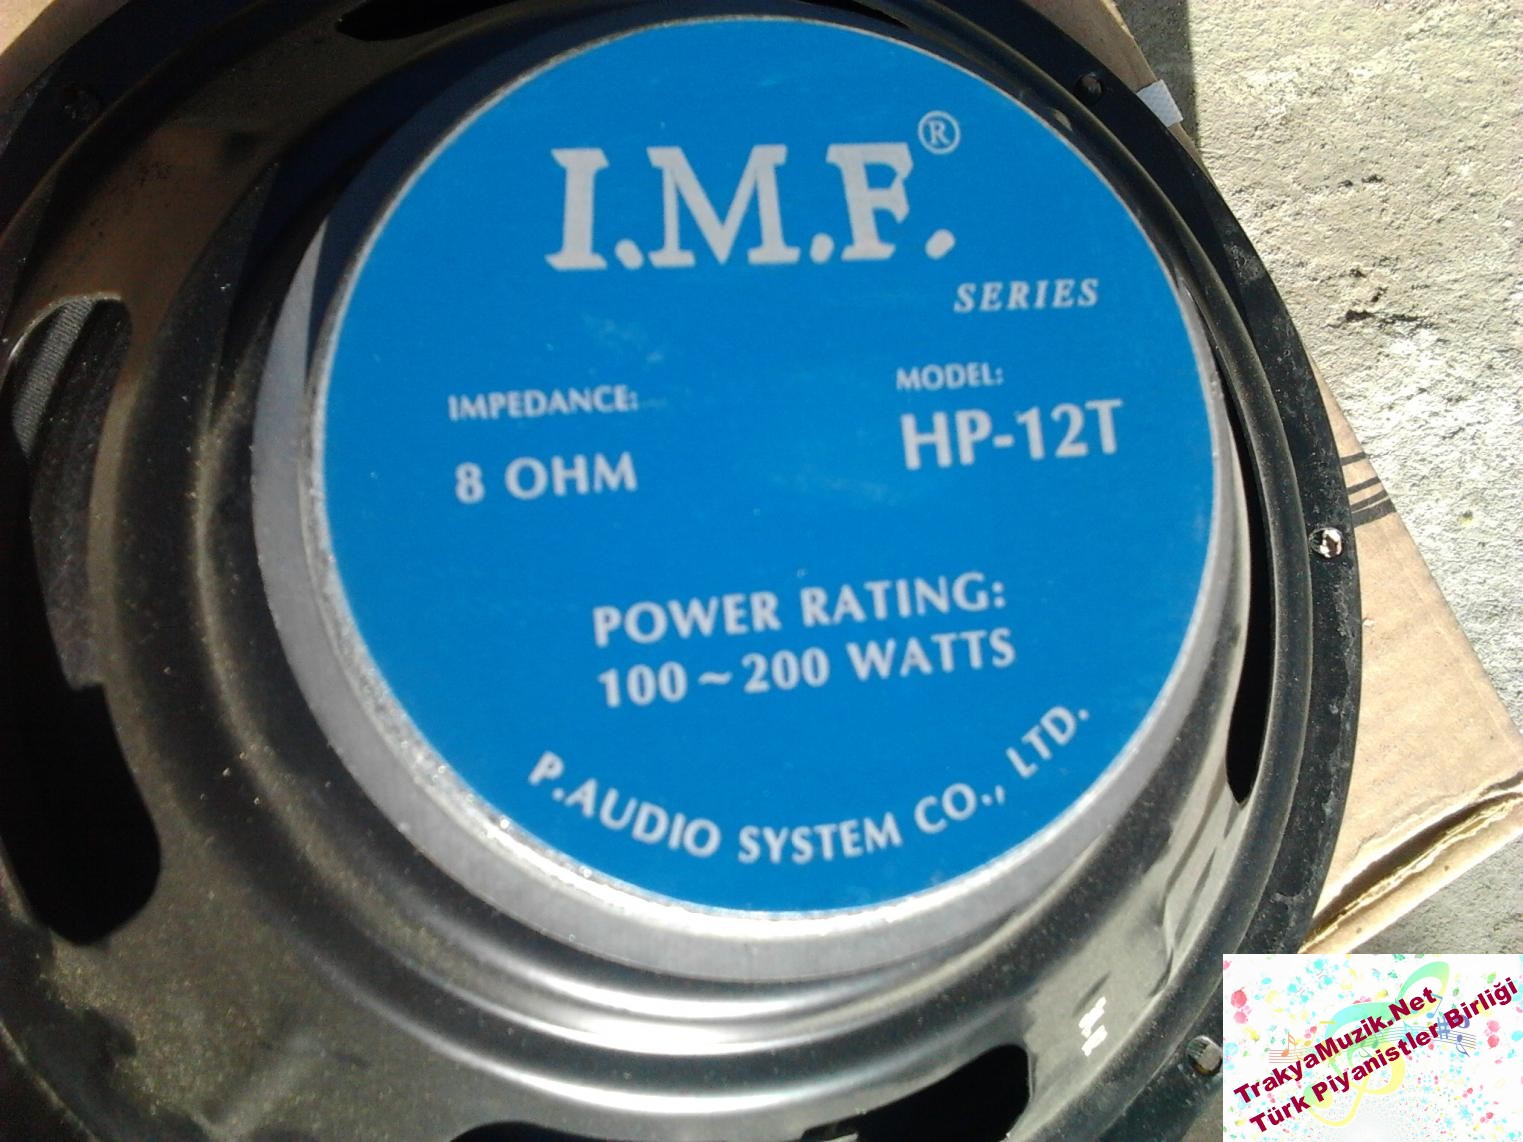 I.M.F.®
SERIES
IMPEDANCE:
8 OHM
MODEL:
HP-12T
POWER RATING:
100~200 WATTS
P.AUDIO SYSTEM CO., LTD.
TrakyaMuzik.Net
Türk Piyanistler Birliği